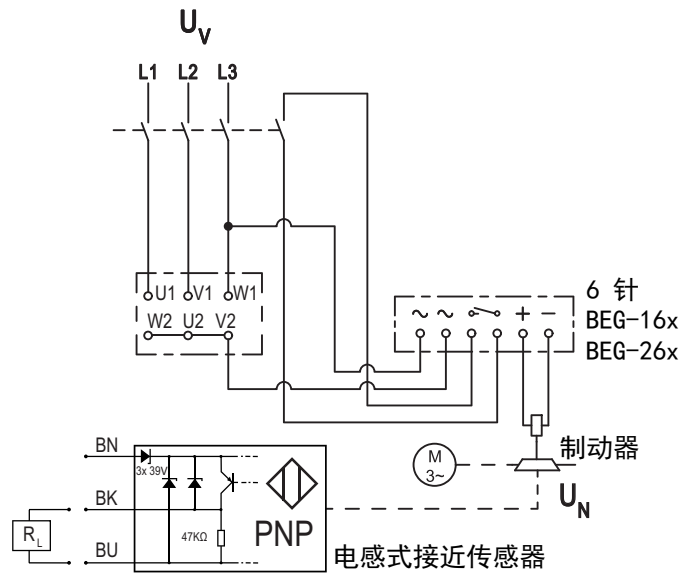 UV
L1 L2 L3
U1 V1 W1
W2 U2 V2
∼ ∼ + −
6 针
BEG-16x
BEG-26x
制动器
UN
M
3~
BN
3x 39V
BK
RL
47KΩ
PNP
BU
电感式接近传感器